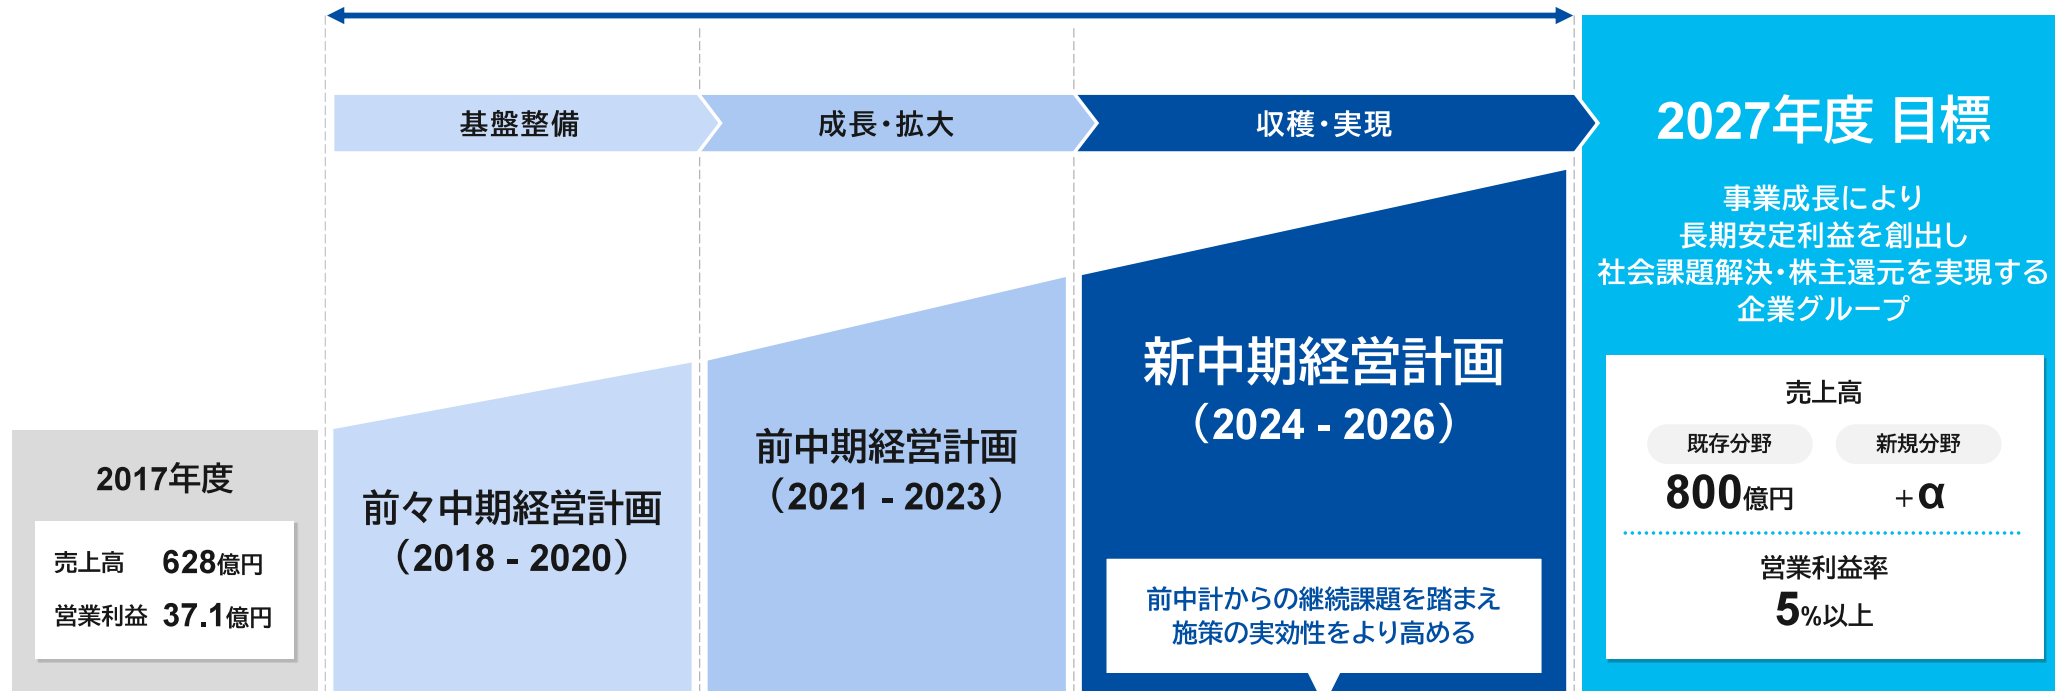 基盤整備
成長・拡大
収穫・実現
2017年度
売上高 628億円
営業利益 37.1億円
前々中期経営計画
（2018 - 2020）
前中期経営計画
（2021 - 2023）
新中期経営計画
（2024 - 2026）
前中計からの継続課題を踏まえ
施策の実効性をより高める
2027年度 目標
事業成長により
長期安定利益を創出し
社会課題解決・株主還元を実現する
企業グループ
売上高
既存分野 新規分野
800億円 +α
営業利益率
5%以上